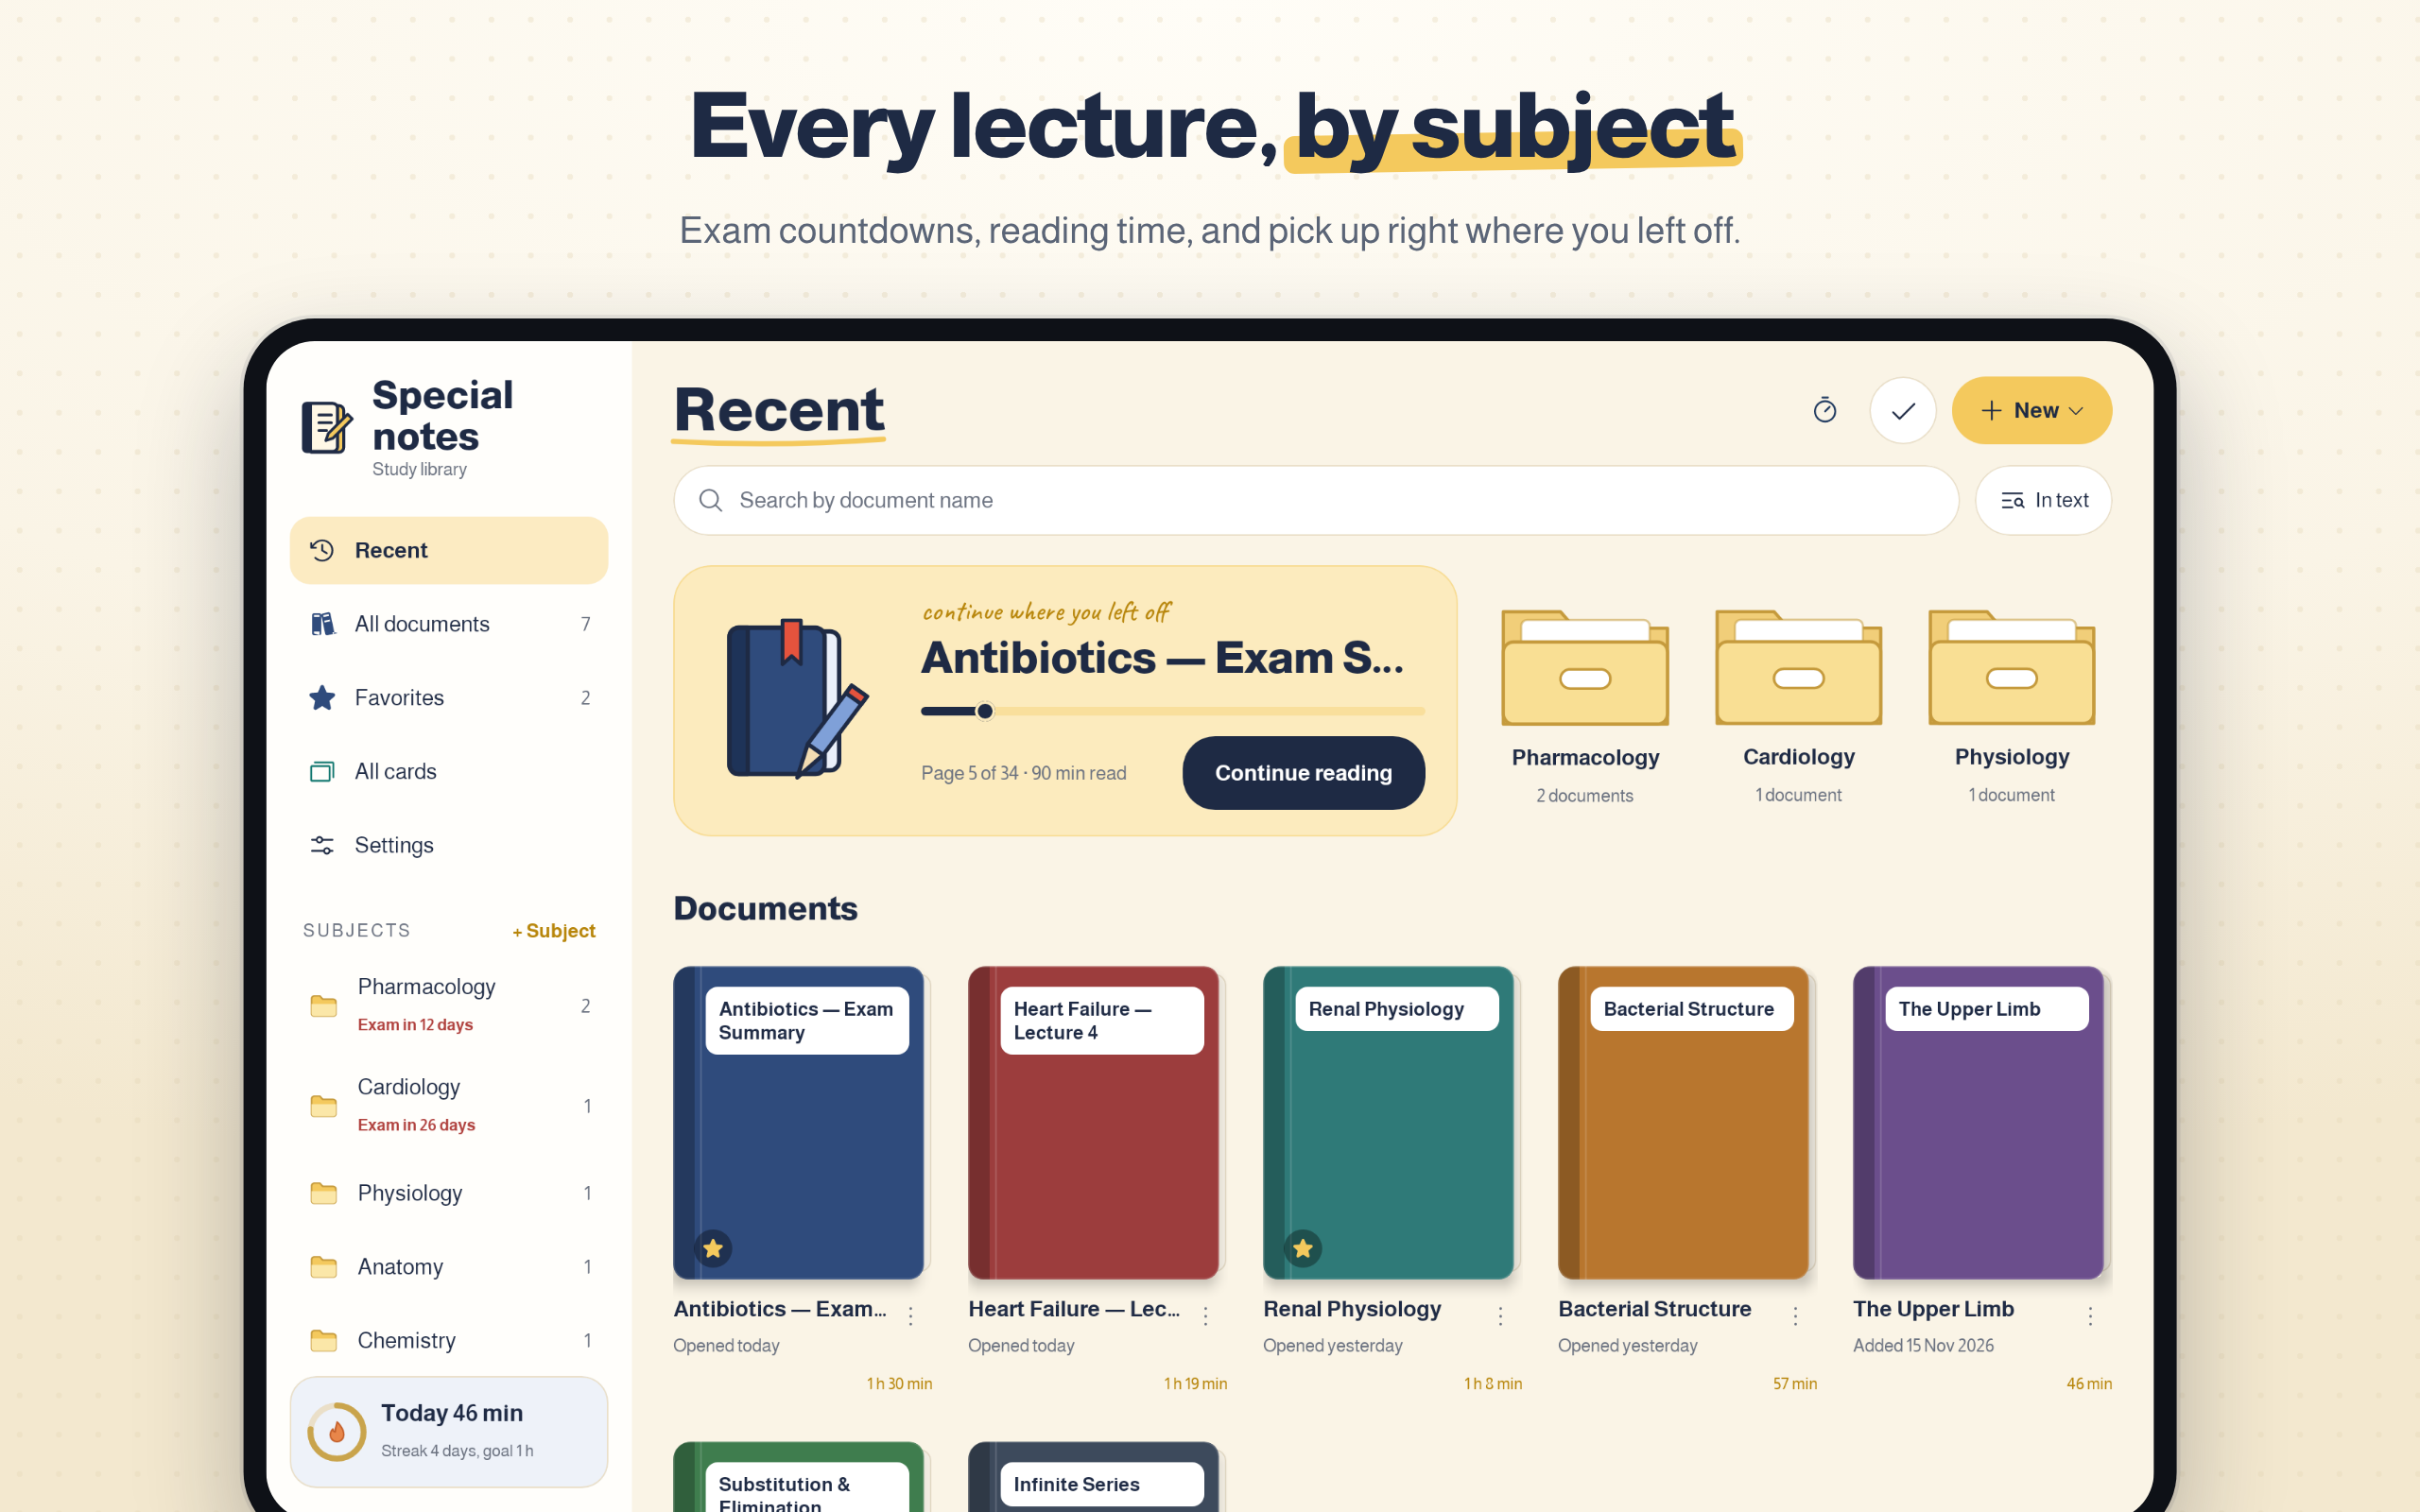 Every lecture, by subject
Exam countdowns, reading time, and pick up right where you left off.
Special
notes
Study library
Recent
All documents 7
Favorites 2
All cards
Settings
SUBJECTS + Subject
Pharmacology 2
Exam in 12 days
Cardiology 1
Exam in 26 days
Physiology 1
Anatomy 1
Chemistry 1
Today 46 min
Streak 4 days, goal 1 h
Recent
New
Search by document name
In text
continue where you left off
Antibiotics — Exam S...
Page 5 of 34 · 90 min read
Continue reading
Pharmacology
2 documents
Cardiology
1 document
Physiology
1 document
Documents
Antibiotics — Exam
Summary
Antibiotics — Exam...
Opened today
1 h 30 min
Heart Failure —
Lecture 4
Heart Failure — Lec...
Opened today
1 h 19 min
Renal Physiology
Renal Physiology
Opened yesterday
1 h 8 min
Bacterial Structure
Bacterial Structure
Opened yesterday
57 min
The Upper Limb
The Upper Limb
Added 15 Nov 2026
46 min
Substitution &
Elimination
Infinite Series